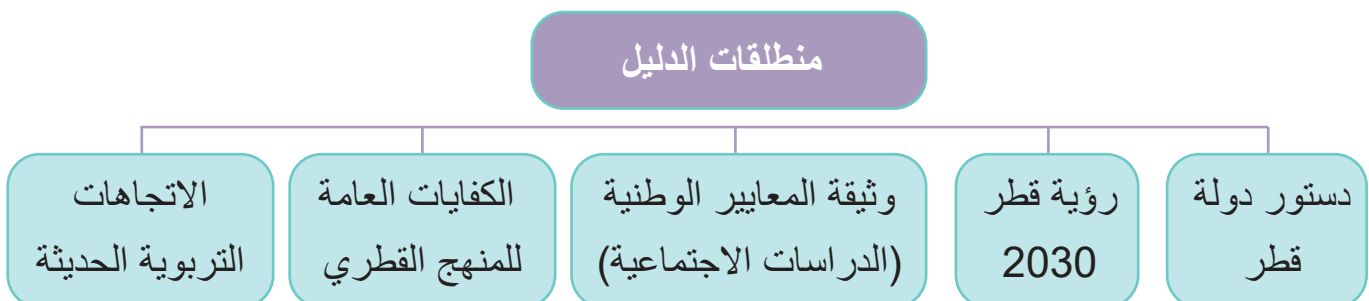 منطلقات الدليل
دستور دولة
قطر
رؤية قطر
2030
وثيقة المعايير الوطنية
(الدراسات الاجتماعية)
الكفايات العامة
للمنهج القطري
الاتجاهات
التربوية الحديثة